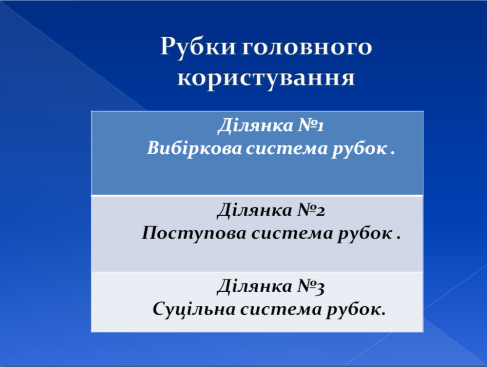 Рубки головного
користування
Ділянка №1
Вибіркова система рубок .
Ділянка №2
Поступова система рубок .
Ділянка №3
Суцільна система рубок.